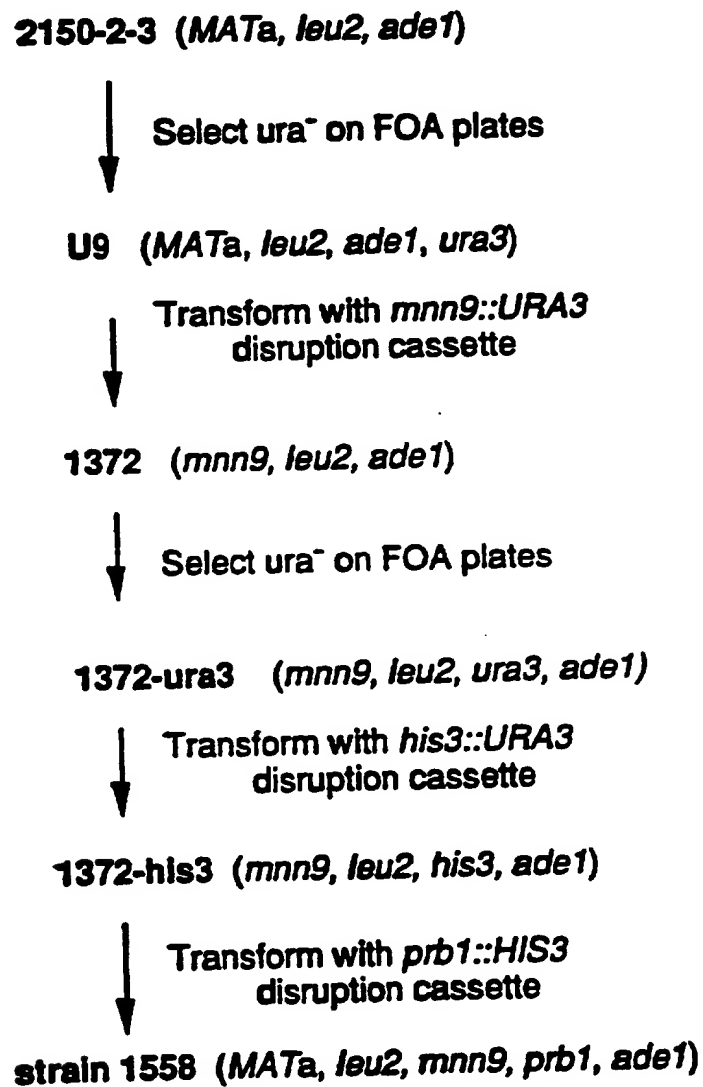 2150-2-3 (MATa, leu2, ade1)
Select ura⁻ on FOA plates
U9 (MATa, leu2, ade1, ura3)
Transform with mnn9::URA3
disruption cassette
1372 (mnn9, leu2, ade1)
Select ura⁻ on FOA plates
1372-ura3 (mnn9, leu2, ura3, ade1)
Transform with his3::URA3
disruption cassette
1372-his3 (mnn9, leu2, his3, ade1)
Transform with prb1::HIS3
disruption cassette
strain 1558 (MATa, leu2, mnn9, prb1, ade1)